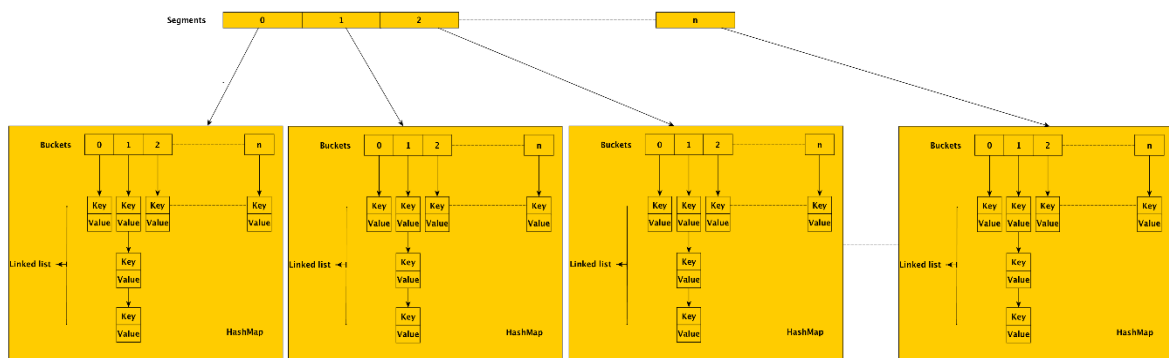 Segments 0 1 2 n
Buckets 0 1 2 n Buckets 0 1 2 n Buckets 0 1 2 n Buckets 0 1 2 n
Key Key Key Key Key Key Key Key Key Key Key Key Key Key Key Key
Value Value Value Value Value Value Value Value Value Value Value Value Value Value Value Value
Linked list Key Linked list Key Linked list Key Linked list Key
Value Value Value Value
Key Key Key Key
Value HashMap Value HashMap Value HashMap Value HashMap